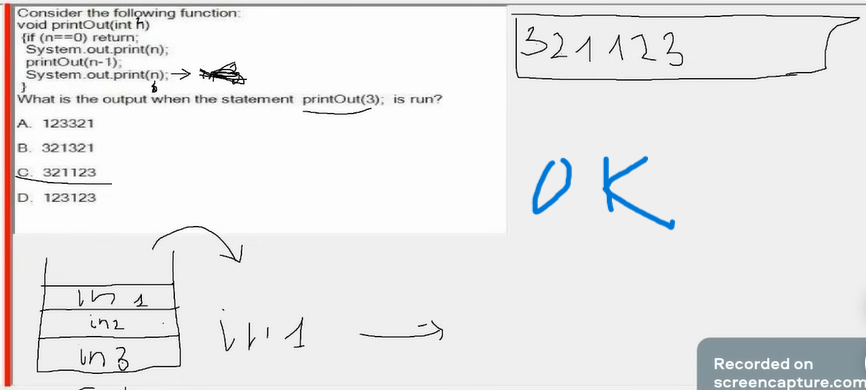 Consider the following function:
void printOut(int n)
{if (n==0) return;
System.out.print(n);
printOut(n-1);
System.out.print(n);
}
What is the output when the statement printOut(3); is run?
A. 123321
B. 321321
C. 321123
D. 123123
321123
OK
in 1
in2
in 3
in 1
Recorded on
screencapture.com